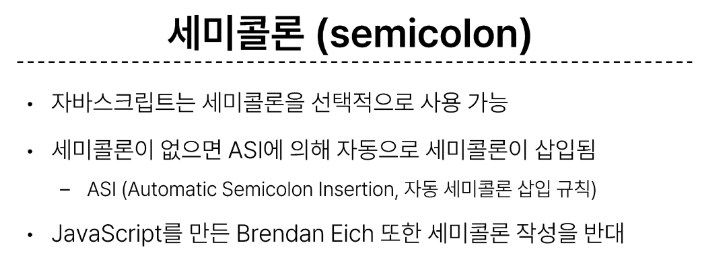 세미콜론 (semicolon)
• 자바스크립트는 세미콜론을 선택적으로 사용 가능
• 세미콜론이 없으면 ASI에 의해 자동으로 세미콜론이 삽입됨
– ASI (Automatic Semicolon Insertion, 자동 세미콜론 삽입 규칙)
• JavaScript를 만든 Brendan Eich 또한 세미콜론 작성을 반대